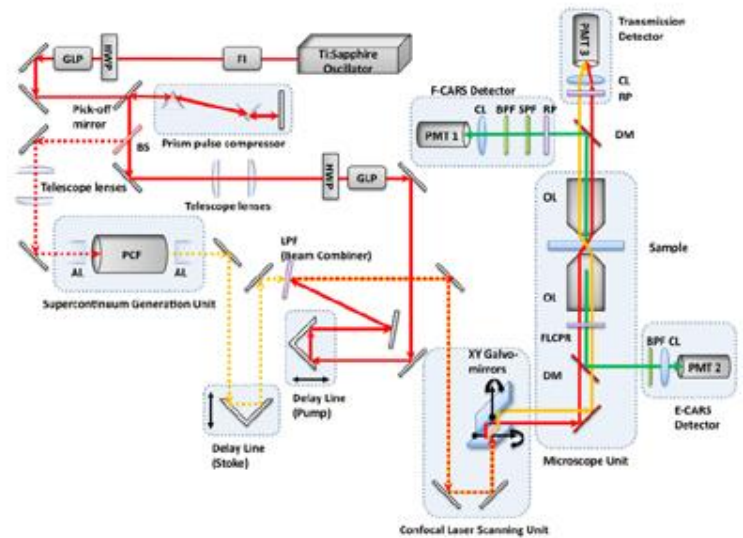 Ti:Sapphire
Oscillator
FI
HWP
GLP
Pick-off
mirror
Prism pulse compressor
BS
Telescope lenses
Telescope lenses
HWP
GLP
PCF
AL
AL
Supercontinuum Generation Unit
LPF
(Beam Combiner)
Delay Line
(Pump)
Delay Line
(Stoke)
XY Galvo-
mirrors
Confocal Laser Scanning Unit
F-CARS Detector
CL
BPF
SPF
RP
PMT 1
PMT 3
Transmission
Detector
CL
RP
DM
OL
Sample
OL
FLCPR
DM
Microscope Unit
BPF
CL
PMT 2
E-CARS
Detector